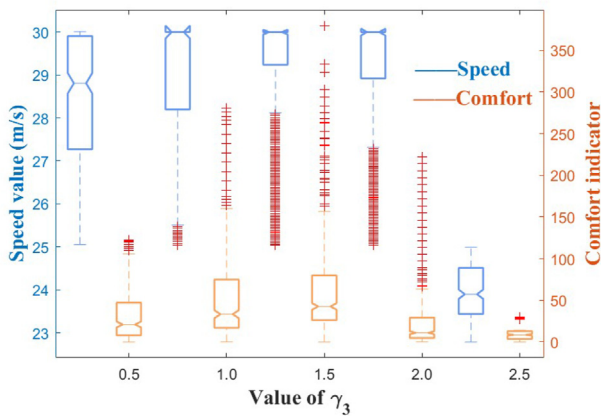 30
29
28
27
26
25
24
23
Speed value (m/s)
Speed
Comfort
350
300
250
200
150
100
50
0
Comfort indicator
0.5 1.0 1.5 2.0 2.5
Value of γ₃